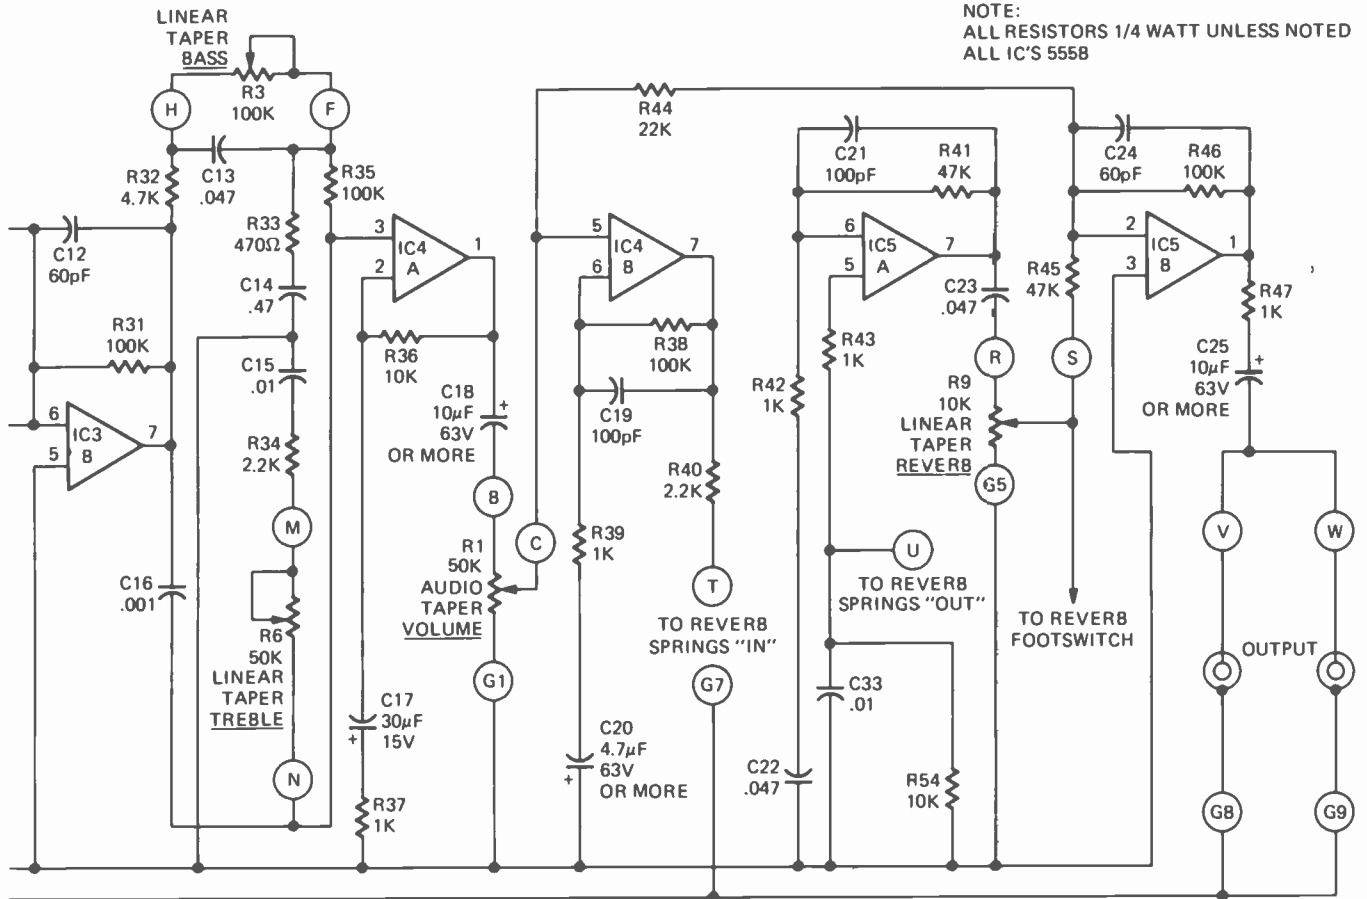 NOTE:
ALL RESISTORS 1/4 WATT UNLESS NOTED
ALL IC'S 5558
LINEAR
TAPER
BASS
R3
100K
H
F
R32
4.7K
C13
.047
R35
100K
C12
60pF
R33
470Ω
C14
.47
R31
100K
C15
.01
6
5
IC3
B
7
R34
2.2K
M
C16
.001
R6
50K
LINEAR
TAPER
TREBLE
N
3
2
IC4
A
1
R36
10K
C18
10μF
63V
OR MORE
+
B
R1
50K
AUDIO
TAPER
VOLUME
G1
C17
30μF
15V
+
R37
1K
R44
22K
C
5
6
IC4
B
7
R38
100K
C19
100pF
R40
2.2K
R39
1K
T
TO REVERB
SPRINGS "IN"
G7
C20
4.7μF
63V
OR MORE
+
C21
100pF
R41
47K
6
5
IC5
A
7
C23
.047
R43
1K
R42
1K
R
R9
10K
LINEAR
TAPER
REVERB
G5
U
TO REVERB
SPRINGS "OUT"
C33
.01
C22
.047
R54
10K
C24
60pF
R46
100K
2
3
IC5
B
1
R45
47K
S
R47
1K
C25
10μF
63V
OR MORE
+
TO REVERB
FOOTSWITCH
V
W
OUTPUT
G8
G9